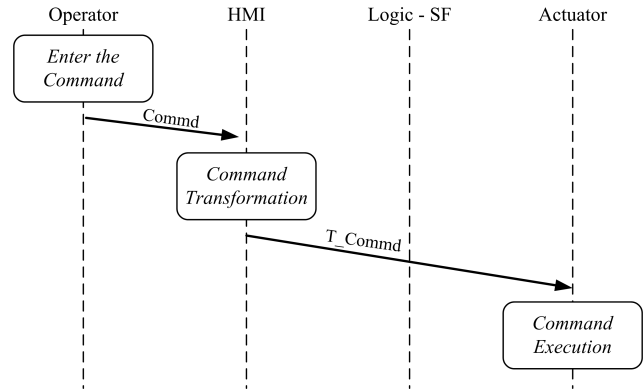 Operator
HMI
Logic - SF
Actuator
Enter the
Command
Commd
Command
Transformation
T_Commd
Command
Execution